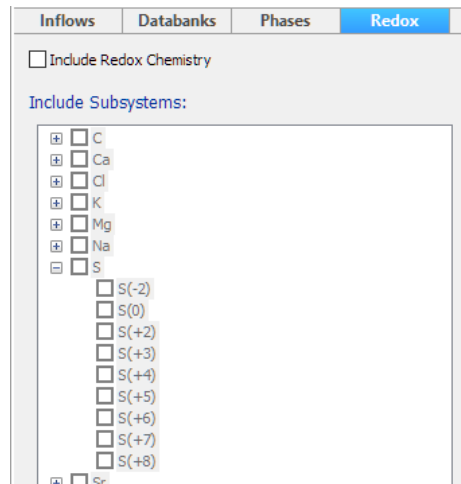 Inflows Databanks Phases Redox
Include Redox Chemistry
Include Subsystems:
C
Ca
Cl
K
Mg
Na
S
S(-2)
S(0)
S(+2)
S(+3)
S(+4)
S(+5)
S(+6)
S(+7)
S(+8)
Sr